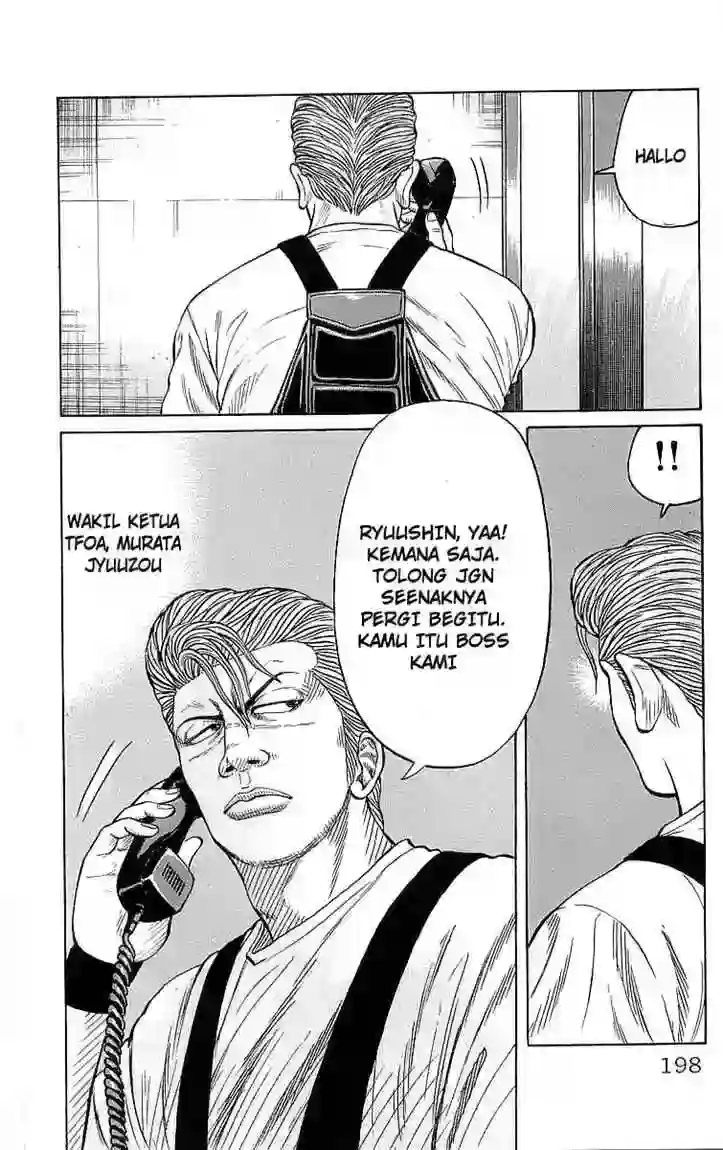 HALLO
!!
RYUUSHIN, YAA!
KEMANA SAJA.
TOLONG JGN
SEENAKNYA
PERGI BEGITU.
KAMU ITU BOSS
KAMI
WAKIL KETUA
TFOA, MURATA
JYUUZOU
198